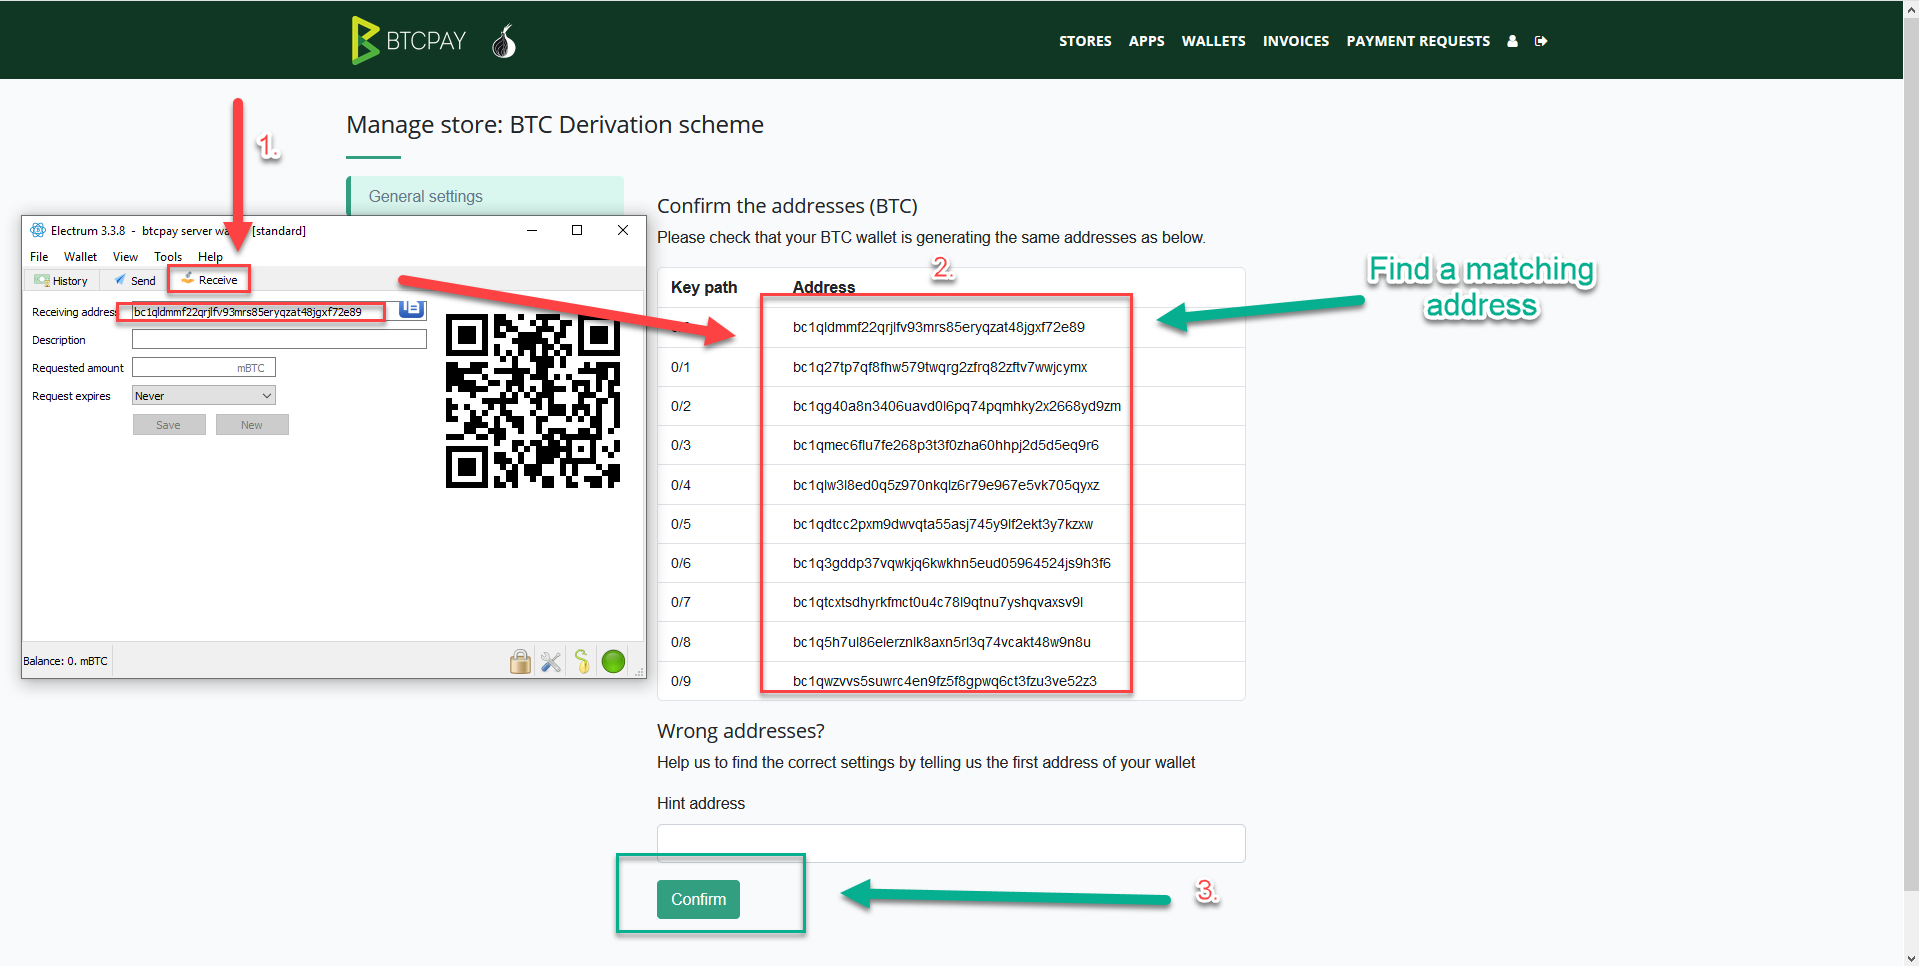 BTCPAY
STORES APPS WALLETS INVOICES PAYMENT REQUESTS
1.
Manage store: BTC Derivation scheme
General settings
Electrum 3.3.8 - btcpay server wa [standard]
File Wallet View Tools Help
History Send Receive
Receiving address bc1qldmmf22qrjlfv93mrs85eryqzat48jgxf72e89
Description
Requested amount mBTC
Request expires Never
Save New
Balance: 0. mBTC
Confirm the addresses (BTC)
Please check that your BTC wallet is generating the same addresses as below.
2.
Key path Address
bc1qldmmf22qrjlfv93mrs85eryqzat48jgxf72e89
0/1 bc1q27tp7qf8fhw579twqrg2zfrq82zftv7wwjcymx
0/2 bc1qg40a8n3406uavd0l6pq74pqmhky2x2668yd9zm
0/3 bc1qmec6flu7fe268p3t3f0zha60hhpj2d5d5eq9r6
0/4 bc1qlw3l8ed0q5z970nkqlz6r79e967e5vk705qyxz
0/5 bc1qdtcc2pxm9dwvqta55asj745y9lf2ekt3y7kzxw
0/6 bc1q3gddp37vqwkjq6kwkhn5eud05964524js9h3f6
0/7 bc1qtcxtsdhyrkfmct0u4c78l9qtnu7yshqvaxsv9l
0/8 bc1q5h7ul86elerznlk8axn5rl3q74vcakt48w9n8u
0/9 bc1qwzvvs5suwrc4en9fz5f8gpwq6ct3fzu3ve52z3
Find a matching
address
Wrong addresses?
Help us to find the correct settings by telling us the first address of your wallet
Hint address
Confirm
3.